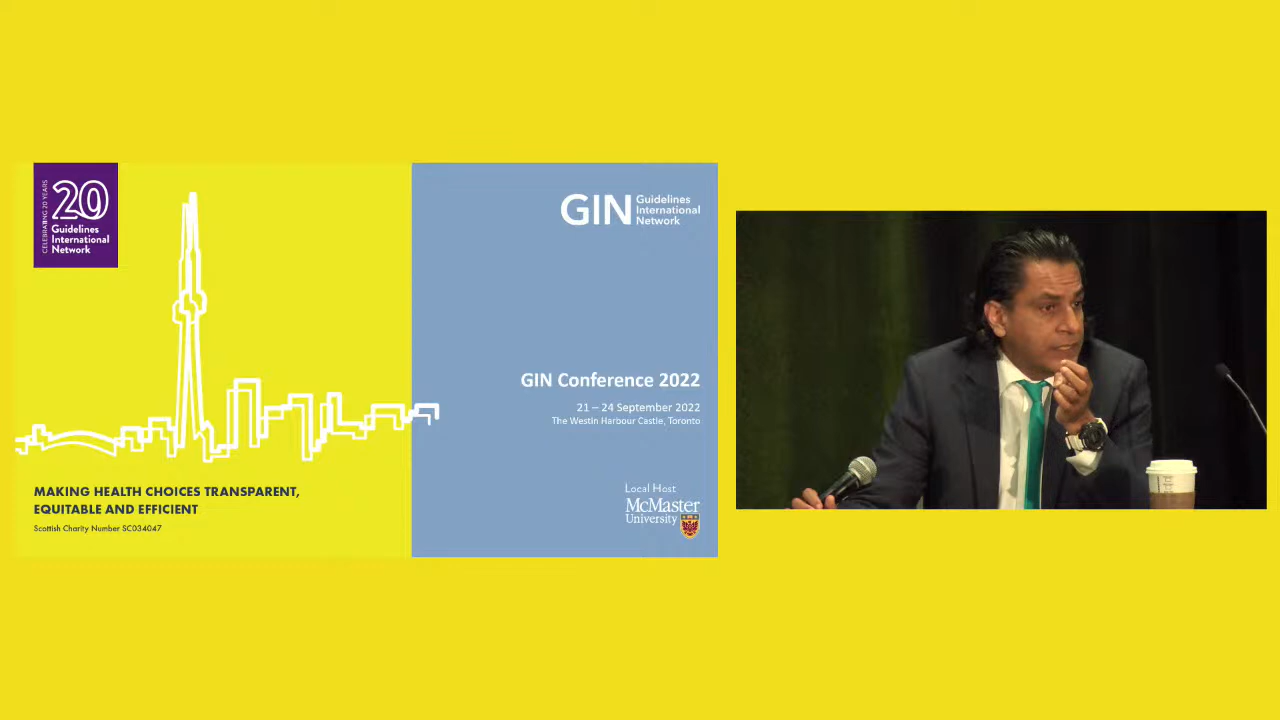 CELEBRATING 20 YEARS
20
Guidelines
International
Network
MAKING HEALTH CHOICES TRANSPARENT,
EQUITABLE AND EFFICIENT
Scottish Charity Number SC034047
GIN Guidelines
International
Network
GIN Conference 2022
21 – 24 September 2022
The Westin Harbour Castle, Toronto
Local Host
McMaster
University